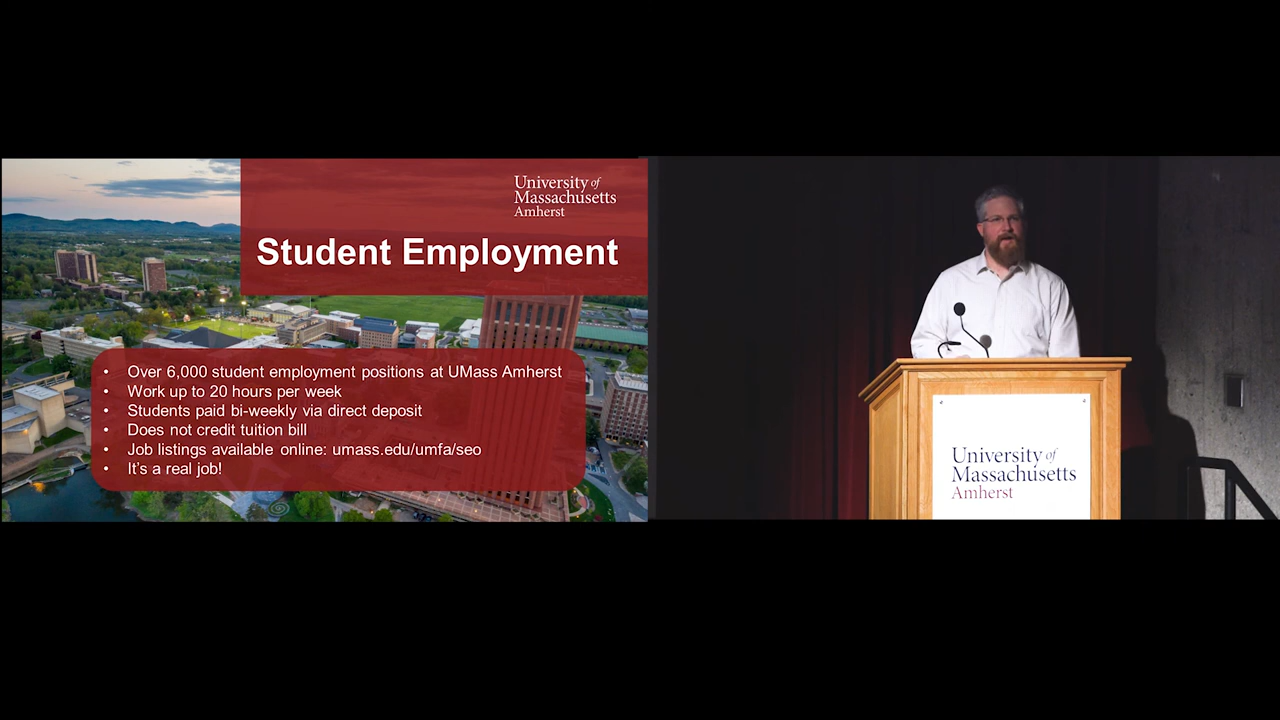 University of
Massachusetts
Amherst
Student Employment
• Over 6,000 student employment positions at UMass Amherst
• Work up to 20 hours per week
• Students paid bi-weekly via direct deposit
• Does not credit tuition bill
• Job listings available online: umass.edu/umfa/seo
• It's a real job!
University of
Massachusetts
Amherst